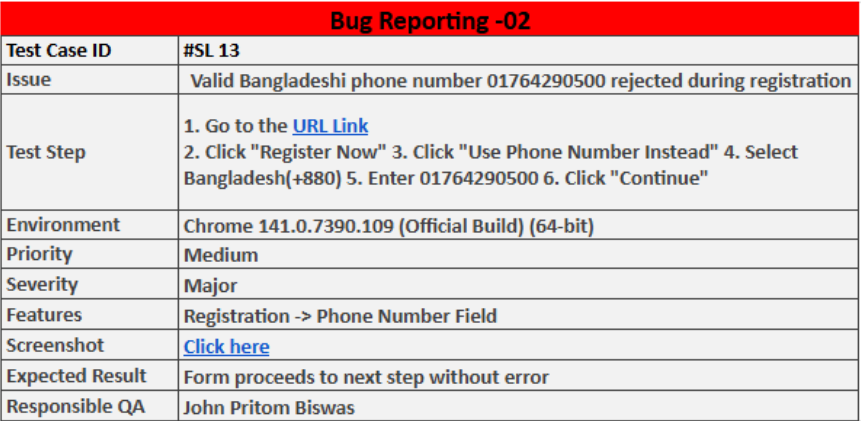 Bug Reporting -02
Test Case ID #SL 13
Issue Valid Bangladeshi phone number 01764290500 rejected during registration
1. Go to the URL Link
Test Step 2. Click "Register Now" 3. Click "Use Phone Number Instead" 4. Select
Bangladesh(+880) 5. Enter 01764290500 6. Click "Continue"
Environment Chrome 141.0.7390.109 (Official Build) (64-bit)
Priority Medium
Severity Major
Features Registration -> Phone Number Field
Screenshot Click here
Expected Result Form proceeds to next step without error
Responsible QA John Pritom Biswas